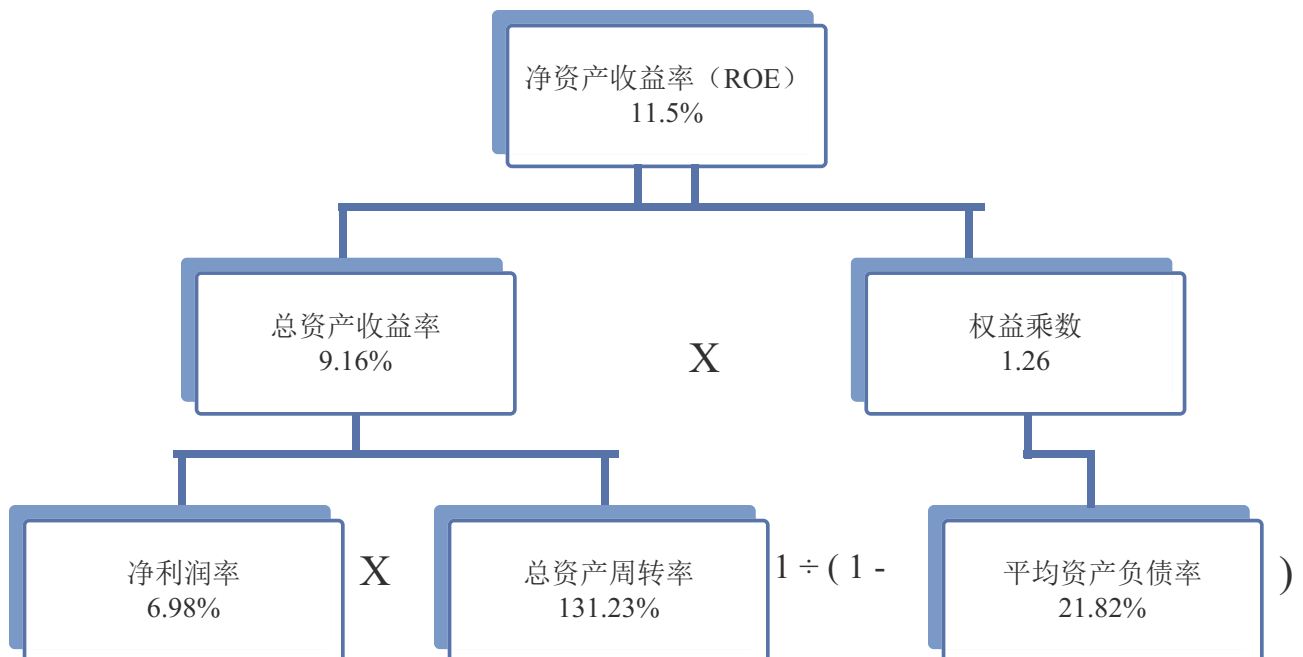 净资产收益率（ROE）
11.5%
总资产收益率
9.16%
X
权益乘数
1.26
净利润率
6.98%
X
总资产周转率
131.23%
1 ÷ ( 1 -
平均资产负债率
21.82%
)